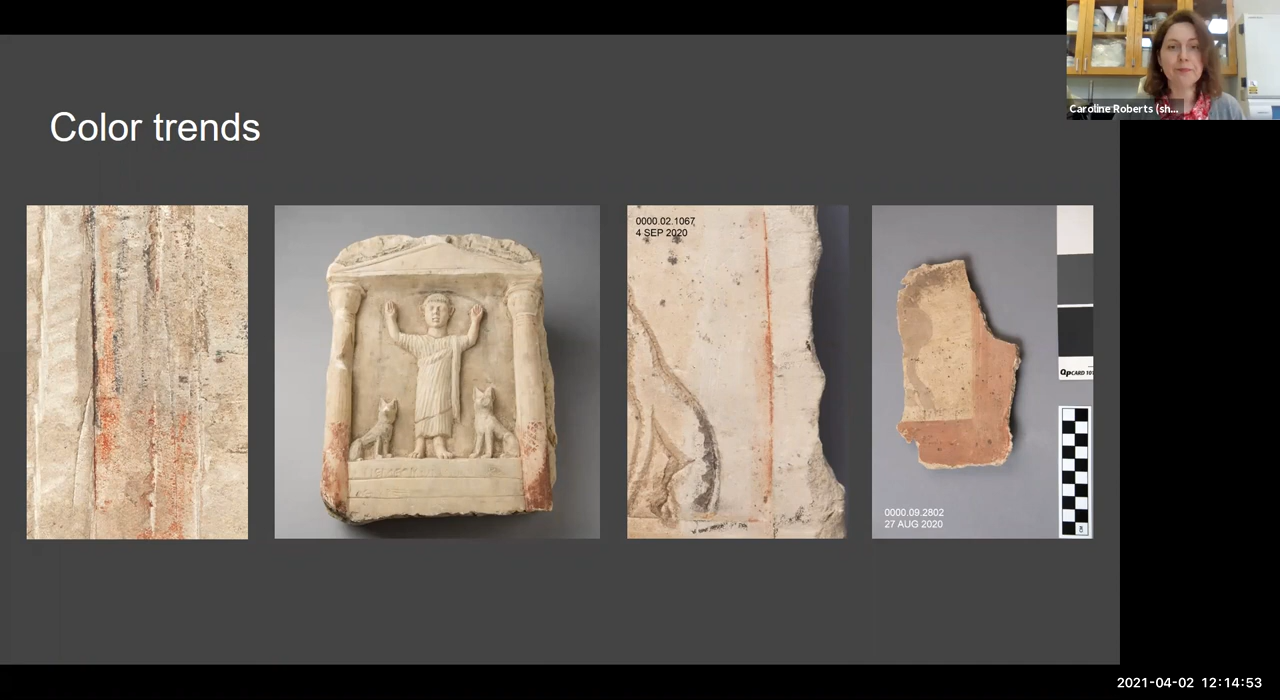 Color trends
Caroline Roberts (sh...
0000.02.1067
4 SEP 2020
0000.09.2802
27 AUG 2020
2021-04-02 12:14:53